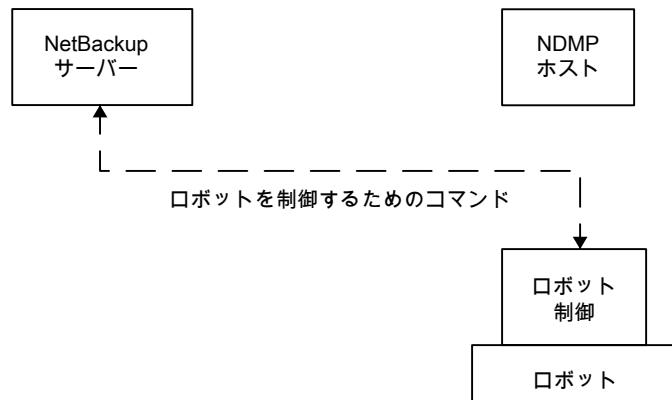 NetBackup
サーバー
NDMP
ホスト
ロボットを制御するためのコマンド
ロボット
制御
ロボット